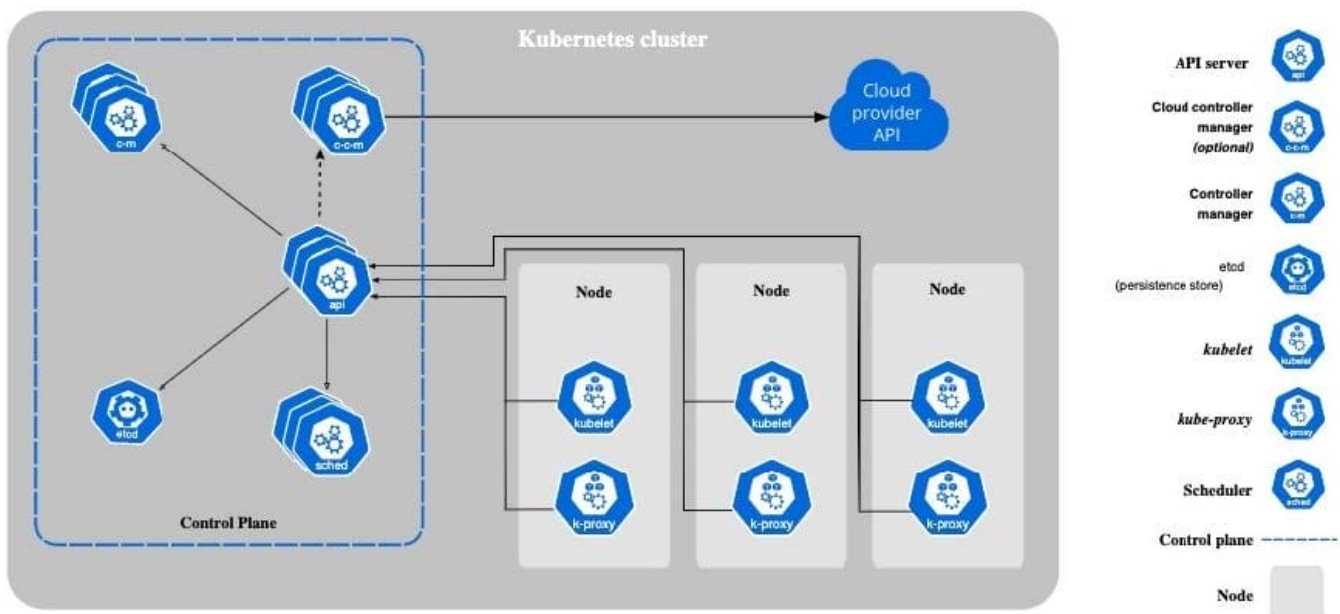 Kubernetes cluster
c-m
c-c-m
Cloud
provider
API
api
etcd
sched
Control Plane
Node
kubelet
k-proxy
Node
kubelet
k-proxy
Node
kubelet
k-proxy
API server
api
Cloud controller
manager
(optional)
c-c-m
Controller
manager
c-m
etcd
(persistence store)
etcd
kubelet
kubelet
kube-proxy
k-proxy
Scheduler
sched
Control plane
Node